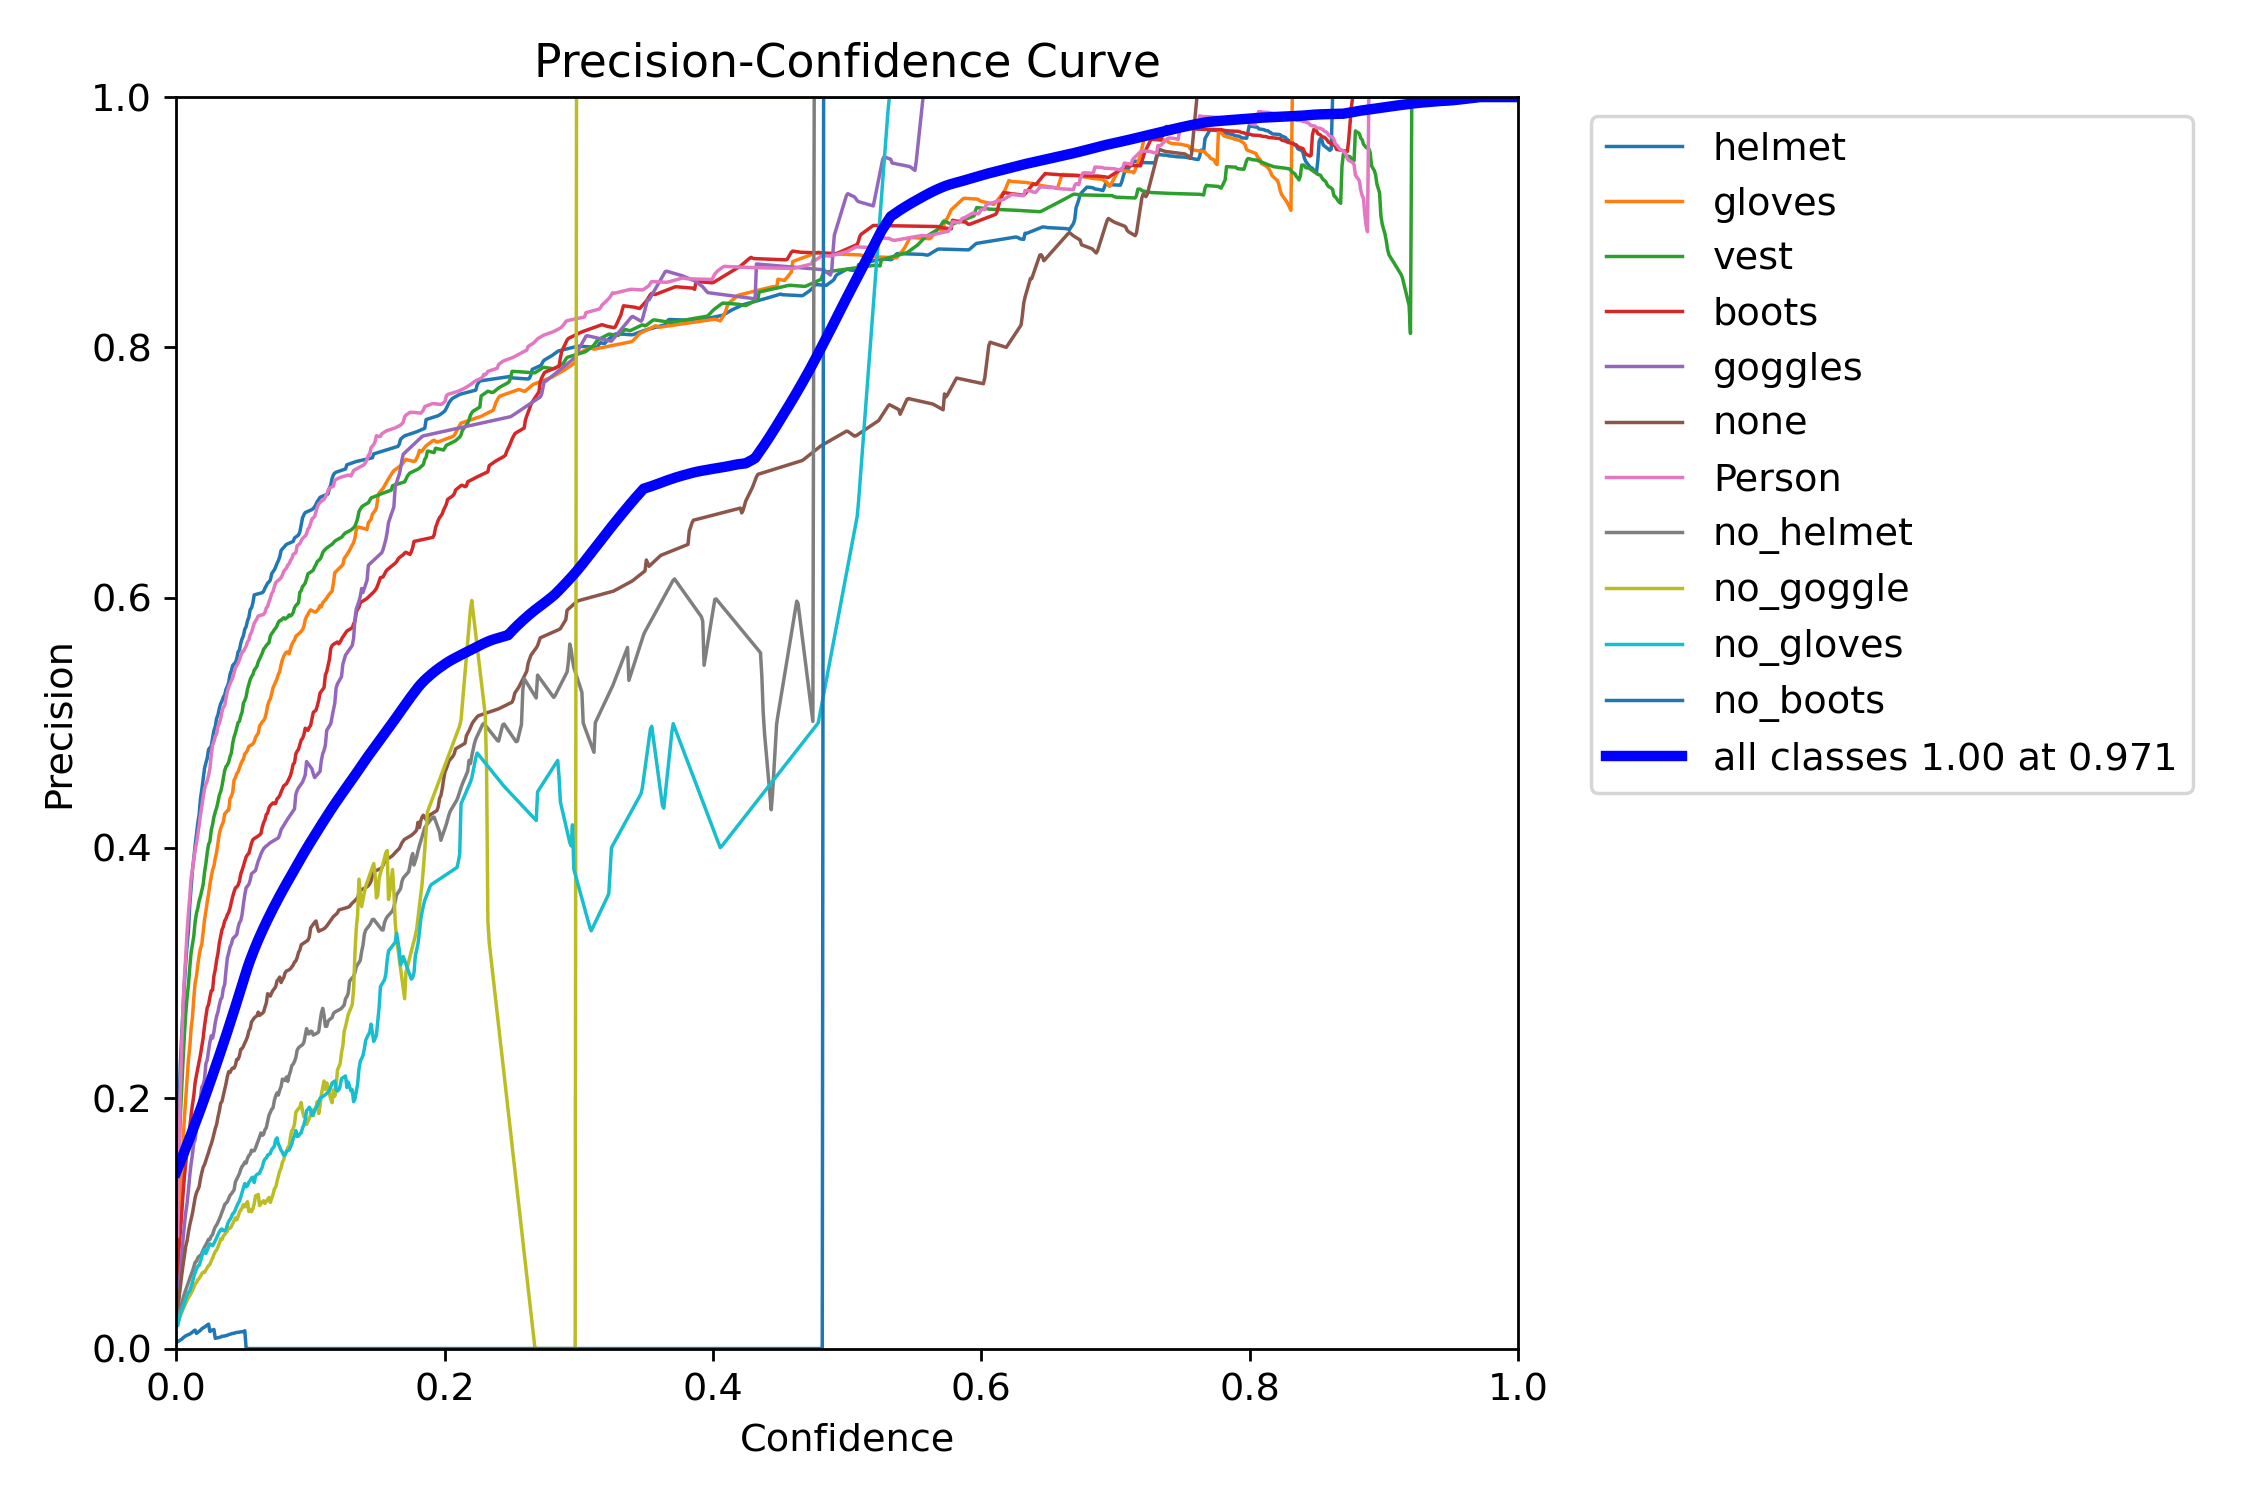 Precision-Confidence Curve
1.0
0.8
0.6
0.4
0.2
0.0
Precision
0.0 0.2 0.4 0.6 0.8 1.0
Confidence
helmet
gloves
vest
boots
goggles
none
Person
no_helmet
no_goggle
no_gloves
no_boots
all classes 1.00 at 0.971